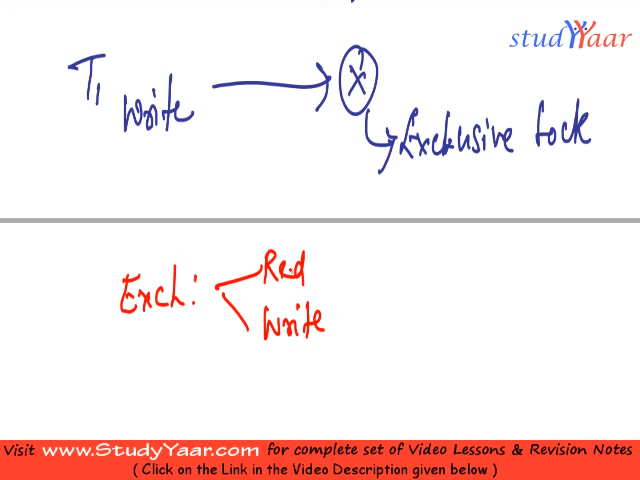 studYYaar
T1 Write X
Exclusive Lock
Exch:
Read
Write
Visit www.StudyYaar.com for complete set of Video Lessons & Revision Notes
( Click on the Link in the Video Description given below )